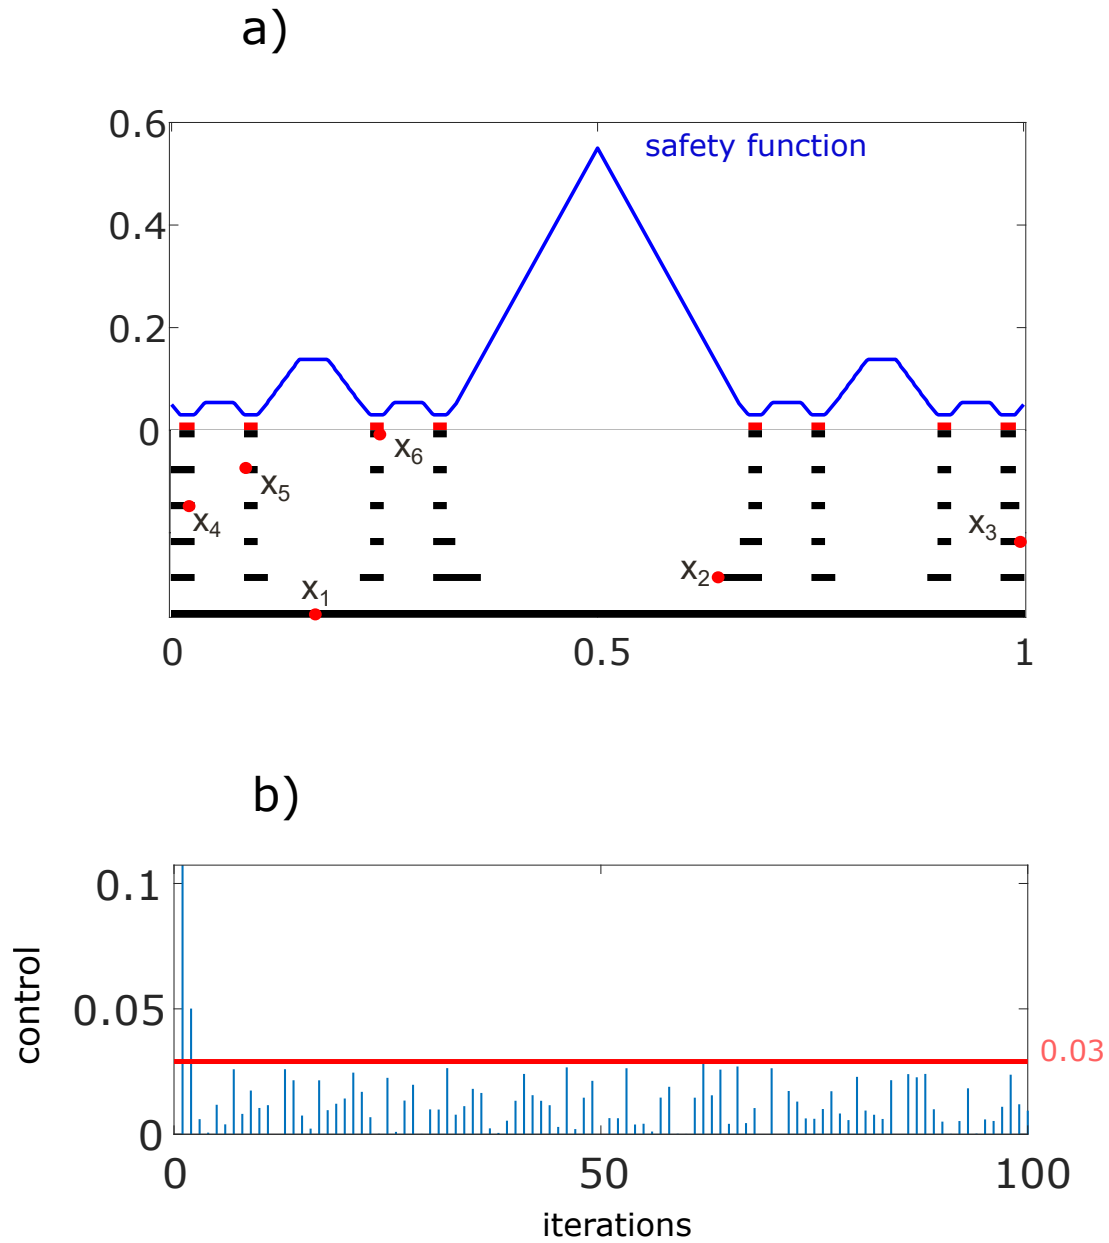 a)
0.6
safety function
0.4
0.2
0
x6
x5
x4
x3
x2
x1
0 0.5 1
b)
0.1
0.05
0.03
0
control
0 50 100
iterations